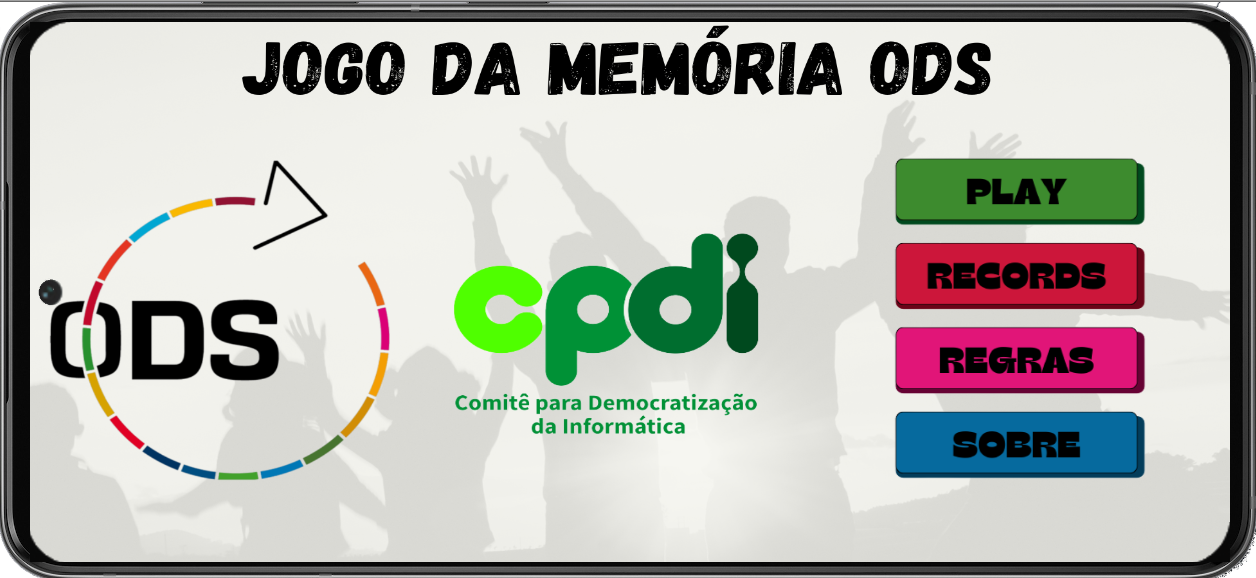 JOGO DA MEMÓRIA ODS
ODS
cpdi
Comitê para Democratização
da Informática
PLAY
RECORDS
REGRAS
SOBRE